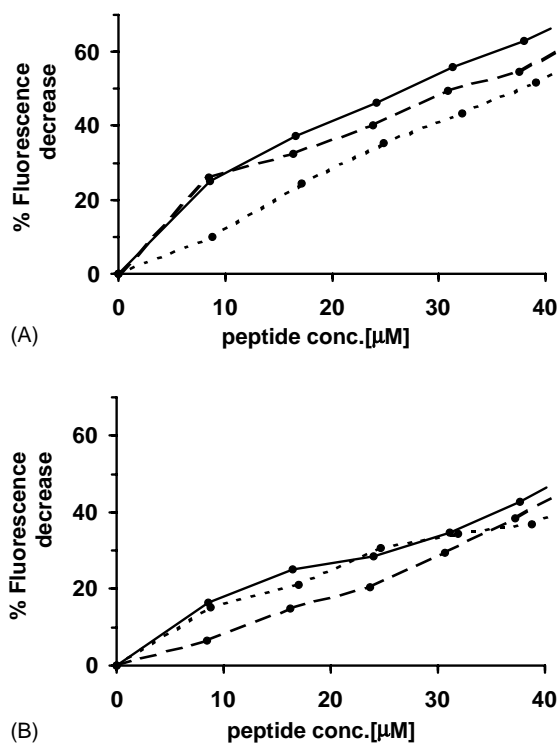 % Fluorescence
decrease
60
40
20
0
0 10 20 30 40
peptide conc.[μM]
(A)
% Fluorescence
decrease
60
40
20
0
0 10 20 30 40
peptide conc.[μM]
(B)